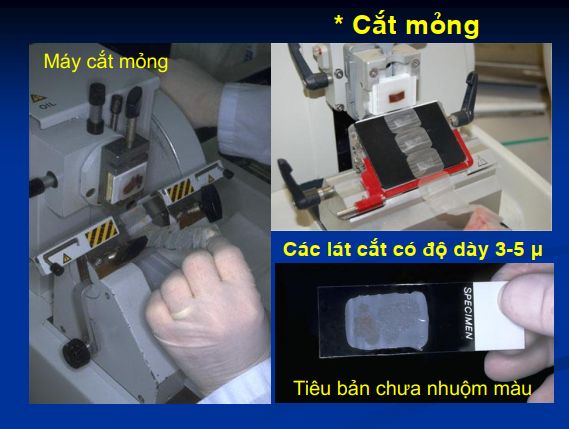 * Cắt mỏng
Máy cắt mỏng
OIL
Các lát cắt có độ dày 3-5 µ
SPECIMEN
Tiêu bản chưa nhuộm màu